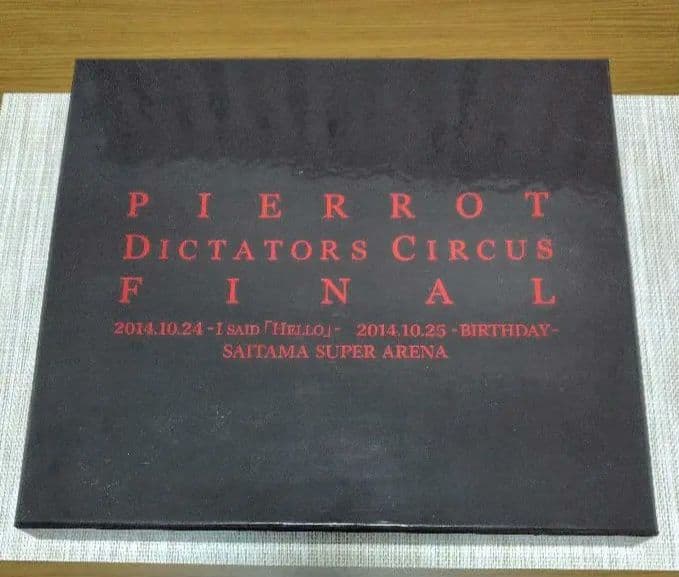 PIERROT
DICTATORS CIRCUS
FINAL
2014.10.24 -I SAID「HELLO」- 2014.10.25 -BIRTHDAY-
SAITAMA SUPER ARENA